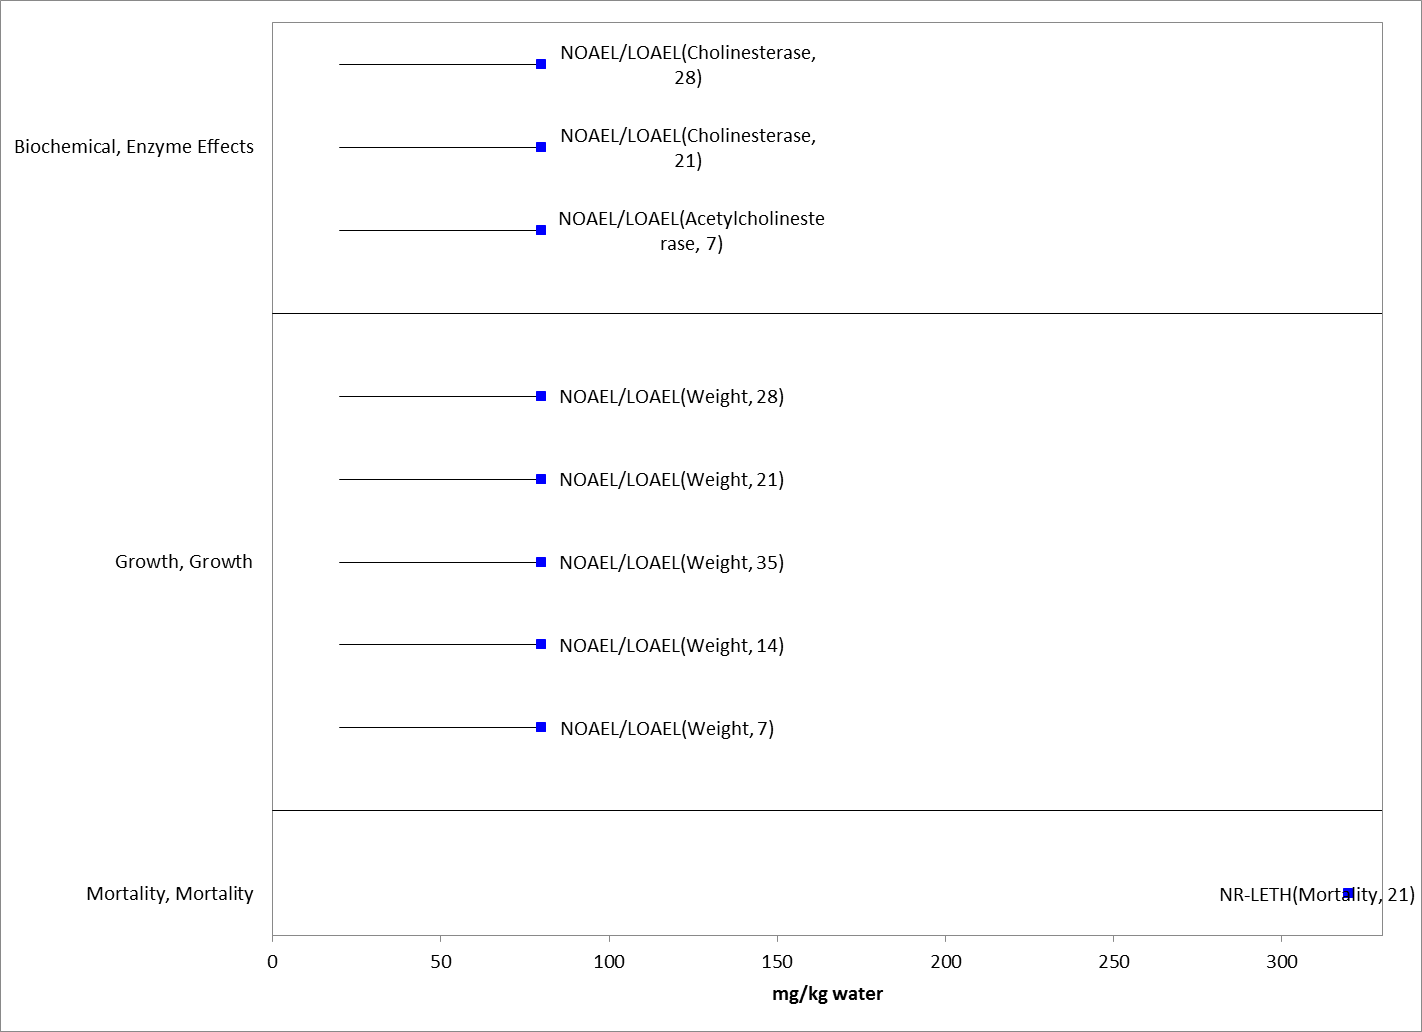 NOAEL/LOAEL(Cholinesterase,
28)
Biochemical, Enzyme Effects
NOAEL/LOAEL(Cholinesterase,
21)
NOAEL/LOAEL(Acetylcholineste
rase, 7)
NOAEL/LOAEL(Weight, 28)
NOAEL/LOAEL(Weight, 21)
Growth, Growth
NOAEL/LOAEL(Weight, 35)
NOAEL/LOAEL(Weight, 14)
NOAEL/LOAEL(Weight, 7)
Mortality, Mortality
NR-LETH(Mortality, 21)
0 50 100 150 200 250 300
mg/kg water